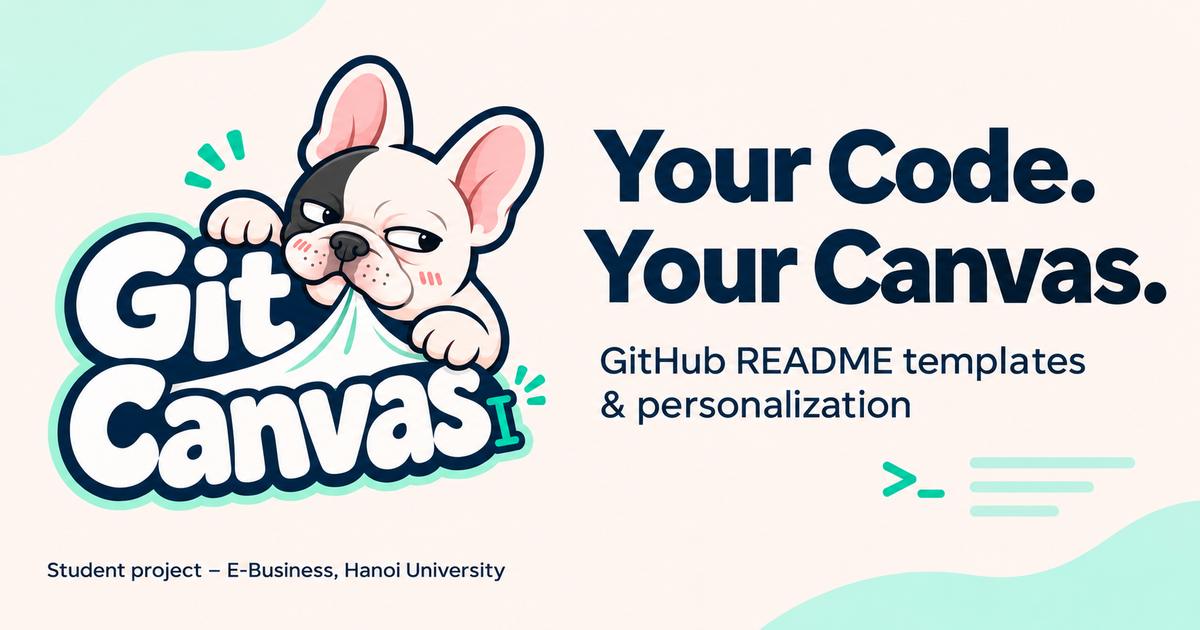 Git
Canvas
Your Code.
Your Canvas.
GitHub README templates
& personalization
>_
Student project – E-Business, Hanoi University